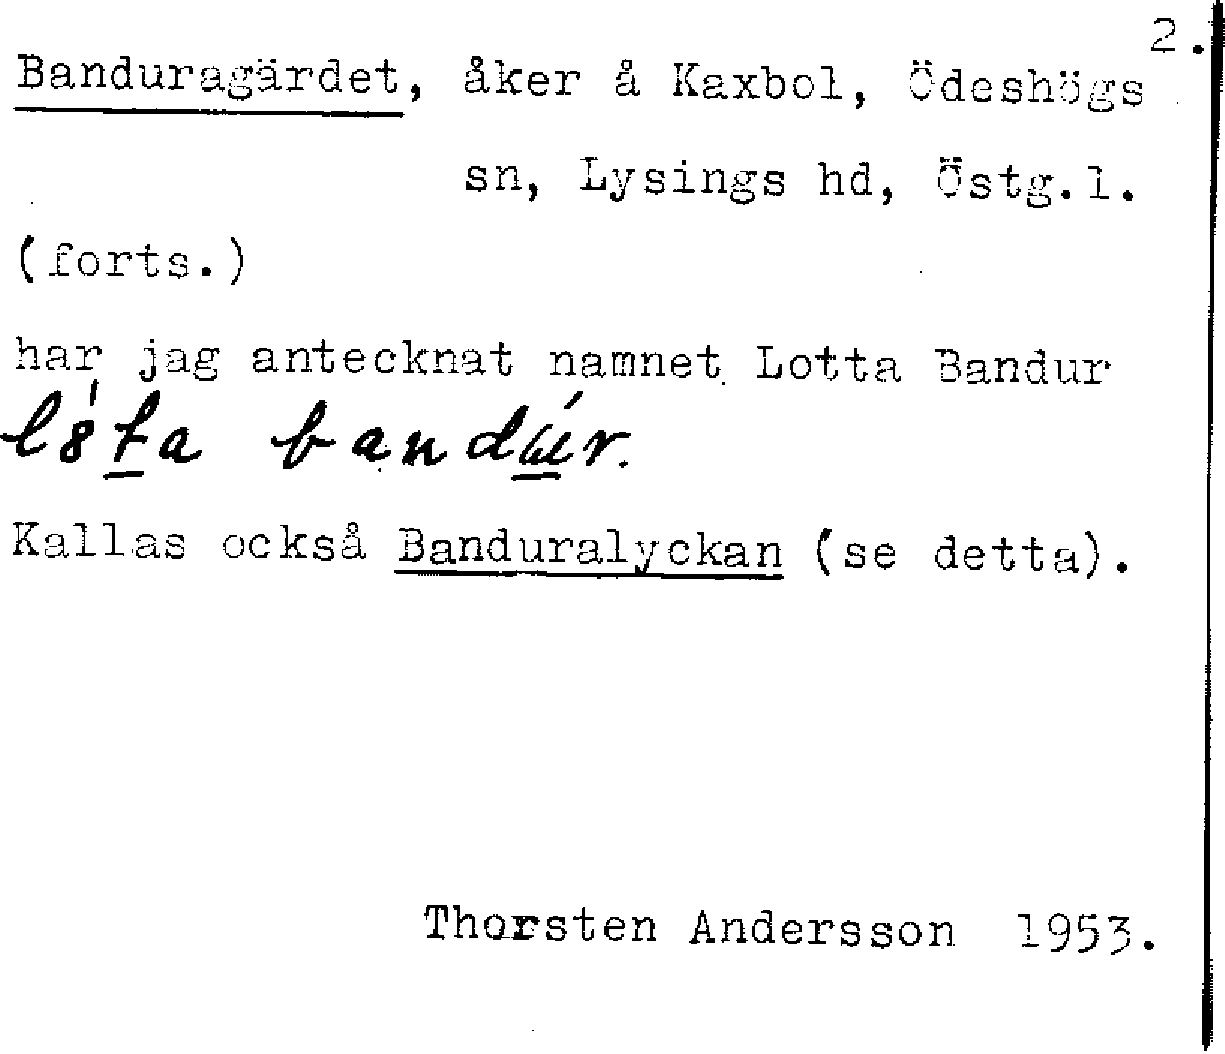 2.
Banduragärdet, åker å Kaxbol, Ödeshögs
sn, Lysings hd, Östg.l.
(forts.)
har jag antecknat namnet Lotta Bandur
bandúr.
Kallas också Banduralyckan (se detta).
Thorsten Andersson 1953.